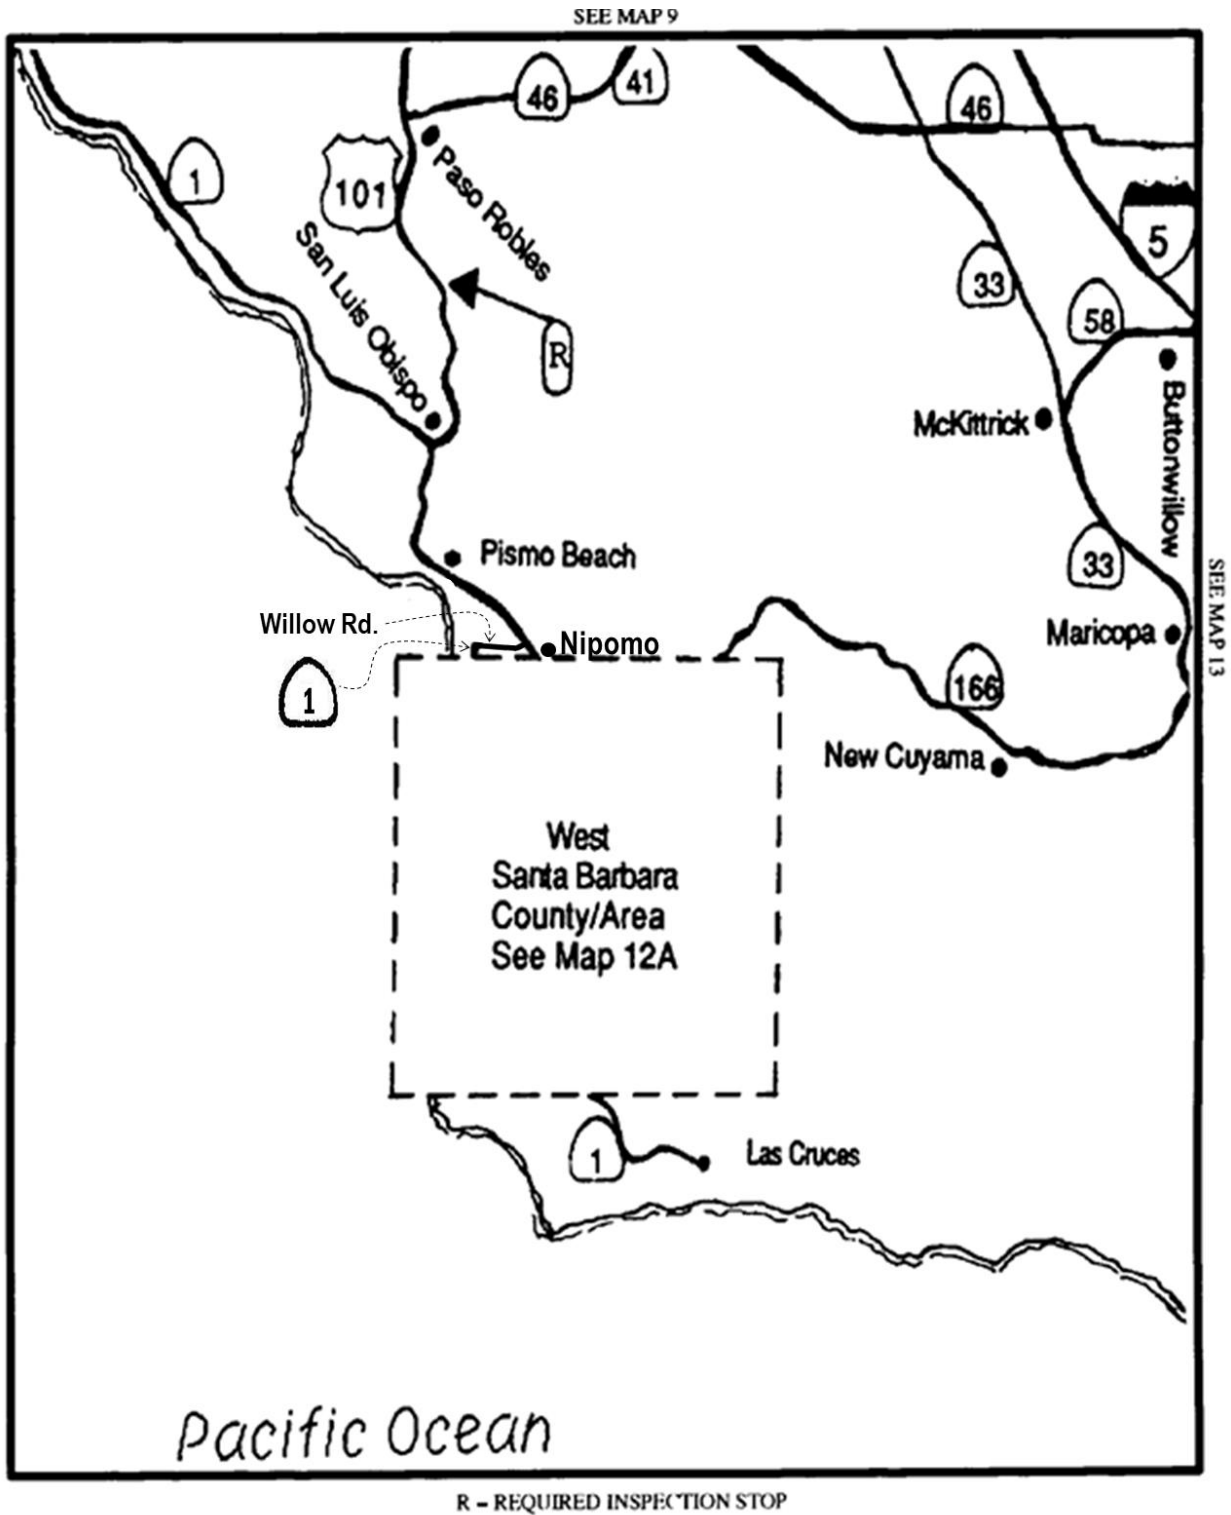 SEE MAP 9
46
41
46
1
101
Paso Robles
5
San Luis Obispo
33
58
R
Buttonwillow
McKittrick
Pismo Beach
33
SEE MAP 13
Willow Rd.
Nipomo
Maricopa
1
166
New Cuyama
West
Santa Barbara
County/Area
See Map 12A
1
Las Cruces
Pacific Ocean
R – REQUIRED INSPECTION STOP